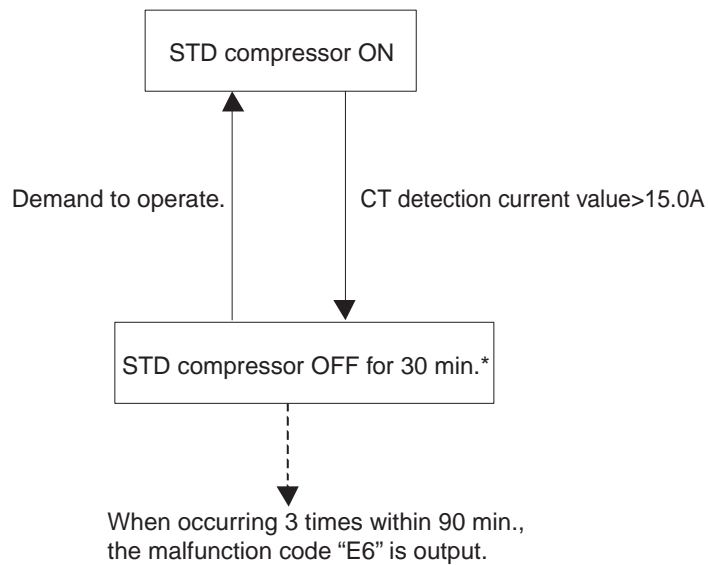 STD compressor ON
Demand to operate.
CT detection current value>15.0A
STD compressor OFF for 30 min.*
When occurring 3 times within 90 min.,
the malfunction code “E6” is output.